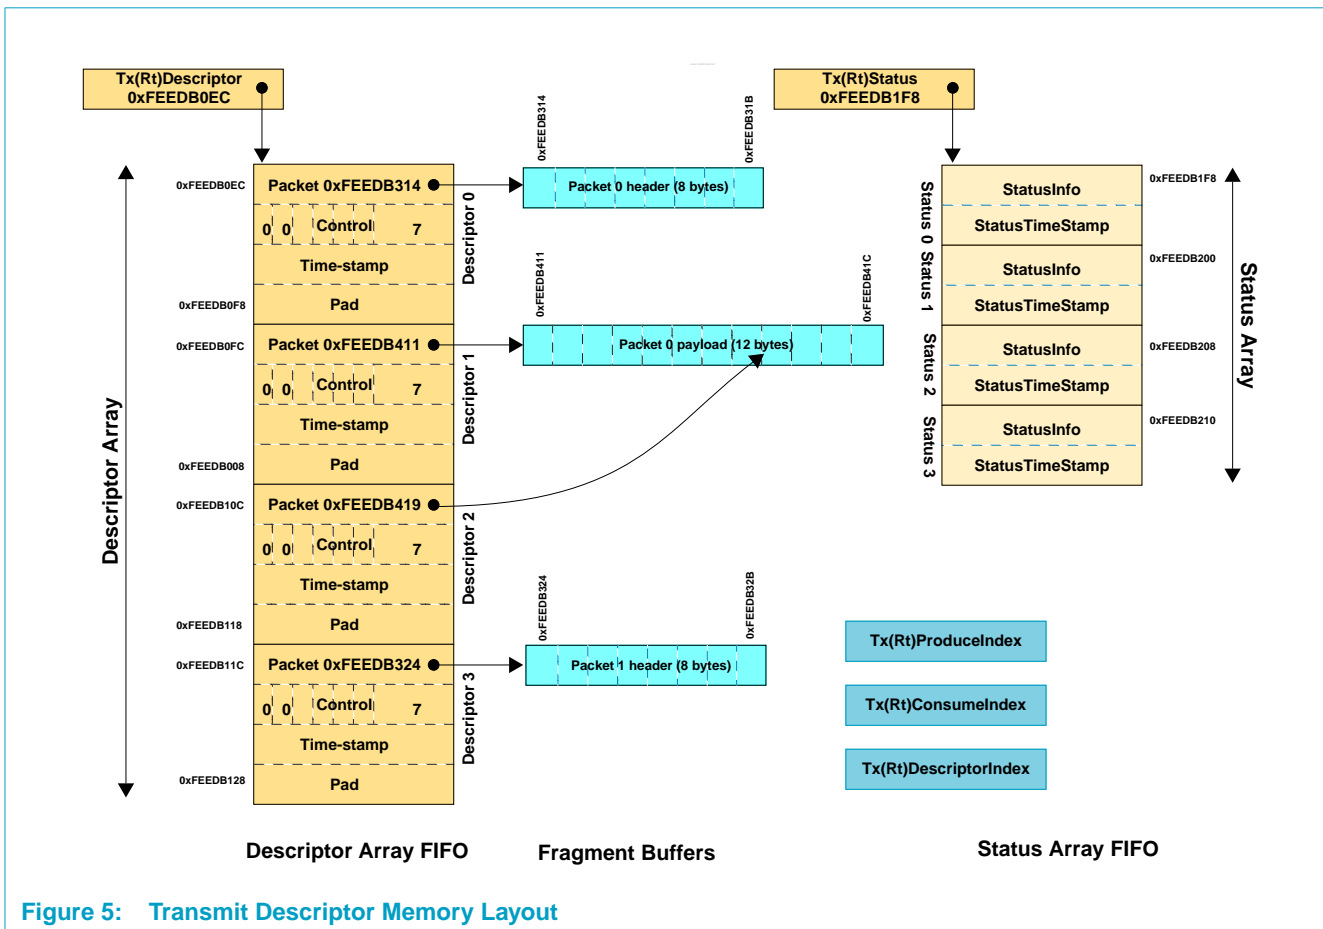 Tx(Rt)Descriptor
0xFEEDB0EC
Tx(Rt)Status
0xFEEDB1F8
0xFEEDB314
0xFEEDB31B
0xFEEDB0EC
Packet 0xFEEDB314
0 0 Control 7
Time-stamp
0xFEEDB0F8
Pad
Descriptor 0
Packet 0 header (8 bytes)
0xFEEDB411
0xFEEDB41C
0xFEEDB0FC
Packet 0xFEEDB411
0 0 Control 7
Time-stamp
0xFEEDB008
Pad
Descriptor 1
Packet 0 payload (12 bytes)
0xFEEDB10C
Packet 0xFEEDB419
0 0 Control 7
Time-stamp
0xFEEDB118
Pad
Descriptor 2
0xFEEDB324
0xFEEDB32B
0xFEEDB11C
Packet 0xFEEDB324
0 0 Control 7
Time-stamp
0xFEEDB128
Pad
Descriptor 3
Packet 1 header (8 bytes)
Descriptor Array
Status 0
StatusInfo
0xFEEDB1F8
StatusTimeStamp
Status 1
StatusInfo
0xFEEDB200
StatusTimeStamp
Status 2
StatusInfo
0xFEEDB208
StatusTimeStamp
Status 3
StatusInfo
0xFEEDB210
StatusTimeStamp
Status Array
Tx(Rt)ProduceIndex
Tx(Rt)ConsumeIndex
Tx(Rt)DescriptorIndex
Descriptor Array FIFO
Fragment Buffers
Status Array FIFO
Figure 5: Transmit Descriptor Memory Layout